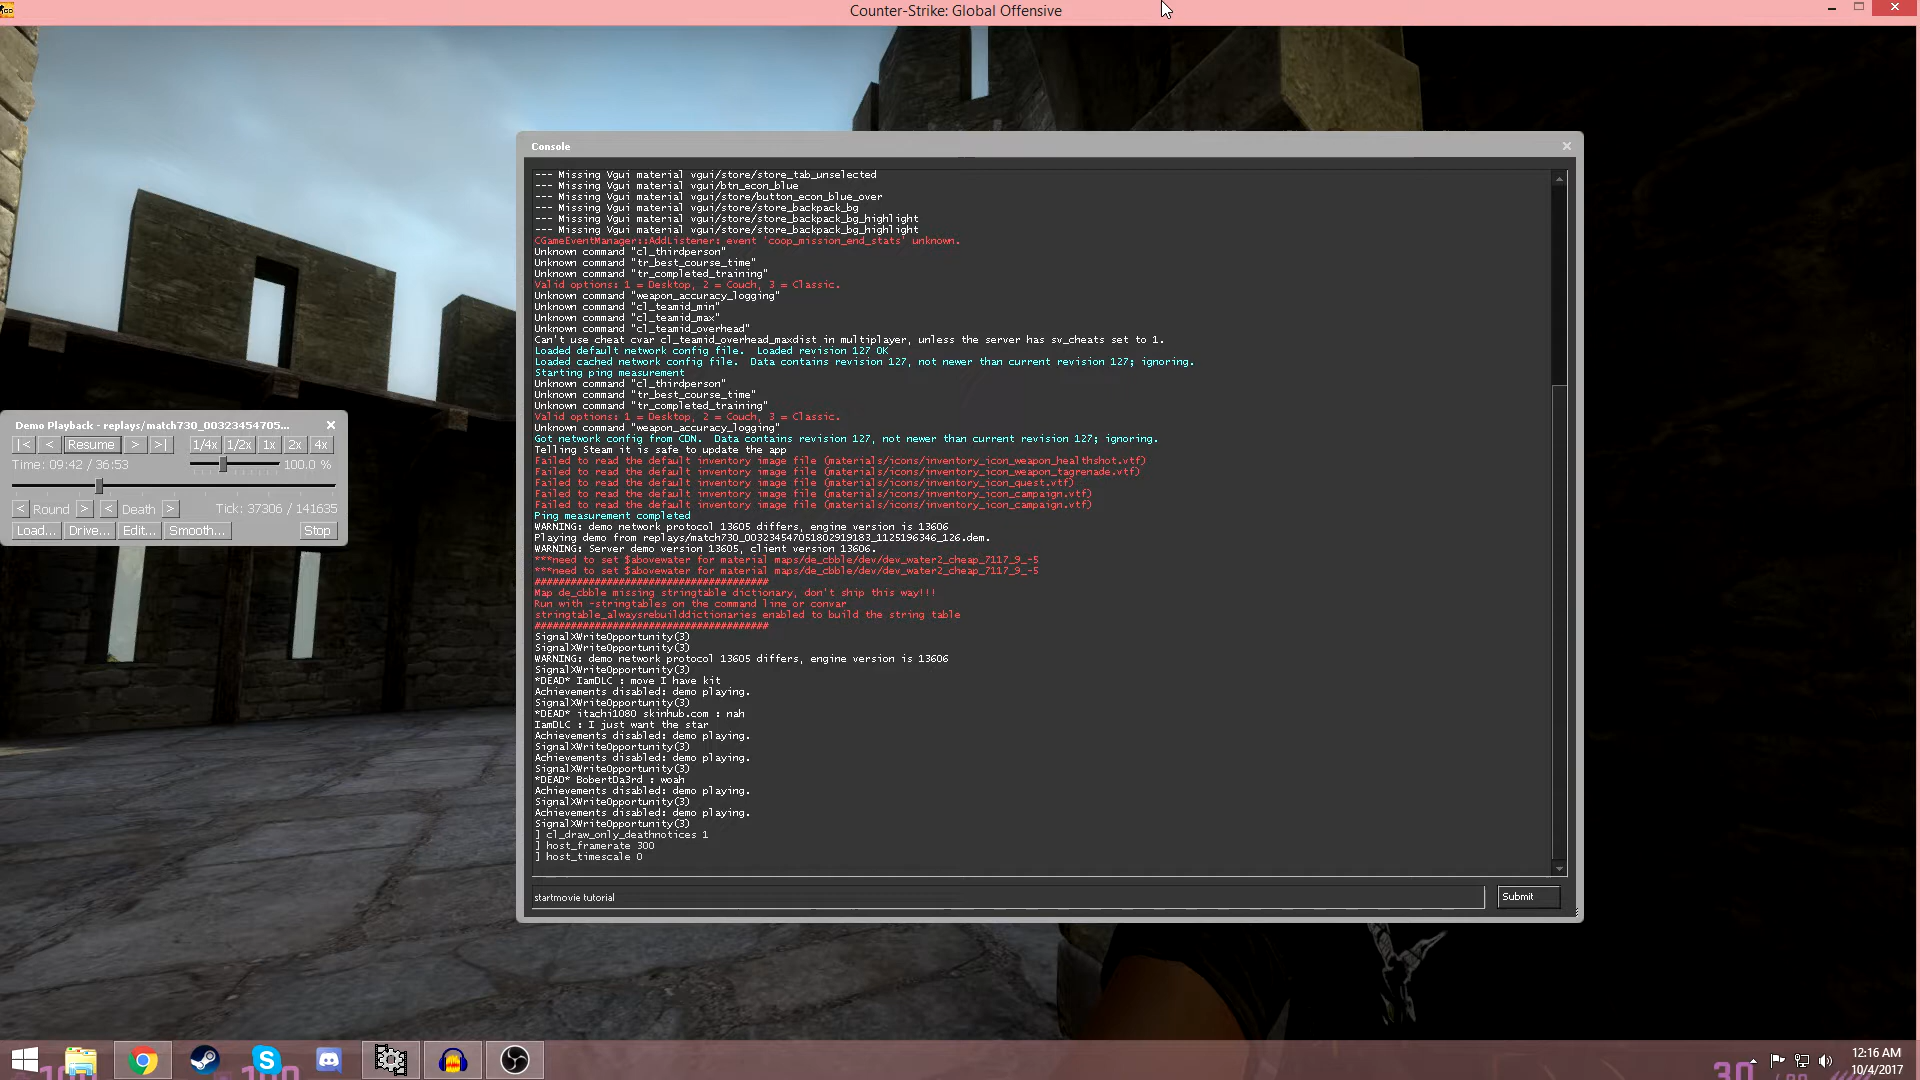 Counter-Strike: Global Offensive
Console
--- Missing Vgui material vgui/store/store_tab_unselected
--- Missing Vgui material vgui/btn_econ_blue
--- Missing Vgui material vgui/store/button_econ_blue_over
--- Missing Vgui material vgui/store/store_backpack_bg
--- Missing Vgui material vgui/store/store_backpack_bg_highlight
--- Missing Vgui material vgui/store/store_backpack_bg_highlight
CGameEventManager::AddListener: event 'coop_mission_end_stats' unknown.
Unknown command "cl_thirdperson"
Unknown command "tr_best_course_time"
Unknown command "tr_completed_training"
Valid options: 1 = Desktop, 2 = Couch, 3 = Classic.
Unknown command "weapon_accuracy_logging"
Unknown command "cl_teamid_min"
Unknown command "cl_teamid_max"
Unknown command "cl_teamid_overhead"
Can't use cheat cvar cl_teamid_overhead_maxdist in multiplayer, unless the server has sv_cheats set to 1.
Loaded default network config file.  Loaded revision 127 OK
Loaded cached network config file.  Data contains revision 127, not newer than current revision 127; ignoring.
Starting ping measurement
Unknown command "cl_thirdperson"
Unknown command "tr_best_course_time"
Unknown command "tr_completed_training"
Valid options: 1 = Desktop, 2 = Couch, 3 = Classic.
Unknown command "weapon_accuracy_logging"
Got network config from CDN.  Data contains revision 127, not newer than current revision 127; ignoring.
Telling Steam it is safe to update the app
Failed to read the default inventory image file (materials/icons/inventory_icon_weapon_healthshot.vtf)
Failed to read the default inventory image file (materials/icons/inventory_icon_weapon_tagrenade.vtf)
Failed to read the default inventory image file (materials/icons/inventory_icon_quest.vtf)
Failed to read the default inventory image file (materials/icons/inventory_icon_campaign.vtf)
Failed to read the default inventory image file (materials/icons/inventory_icon_campaign.vtf)
Ping measurement completed
WARNING: demo network protocol 13605 differs, engine version is 13606
Playing demo from replays/match730_003234547051802919183_1125196346_126.dem.
WARNING: Server demo version 13605, client version 13606.
***need to set $abovewater for material maps/de_cbble/dev/dev_water2_cheap_7117_9_-5
***need to set $abovewater for material maps/de_cbble/dev/dev_water2_cheap_7117_9_-5
#######################################
Map de_cbble missing stringtable dictionary, don't ship this way!!!
Run with -stringtables on the command line or convar
stringtable_alwaysrebuilddictionaries enabled to build the string table
#######################################
SignalXWriteOpportunity(3)
SignalXWriteOpportunity(3)
WARNING: demo network protocol 13605 differs, engine version is 13606
SignalXWriteOpportunity(3)
*DEAD* IamDLC : move I have kit
Achievements disabled: demo playing.
SignalXWriteOpportunity(3)
*DEAD* itachi1080 skinhub.com : nah
IamDLC : I just want the star
Achievements disabled: demo playing.
SignalXWriteOpportunity(3)
Achievements disabled: demo playing.
SignalXWriteOpportunity(3)
*DEAD* BobertDa3rd : woah
Achievements disabled: demo playing.
SignalXWriteOpportunity(3)
Achievements disabled: demo playing.
SignalXWriteOpportunity(3)
] cl_draw_only_deathnotices 1
] host_framerate 300
] host_timescale 0
startmovie tutorial
Submit
Demo Playback - replays/match730_00323454705...
|< < Resume > >| 1/4x 1/2x 1x 2x 4x
Time: 09:42 / 36:53 100.0 %
< Round > < Death > Tick: 37306 / 141635
Load... Drive... Edit... Smooth... Stop
12:16 AM
10/4/2017